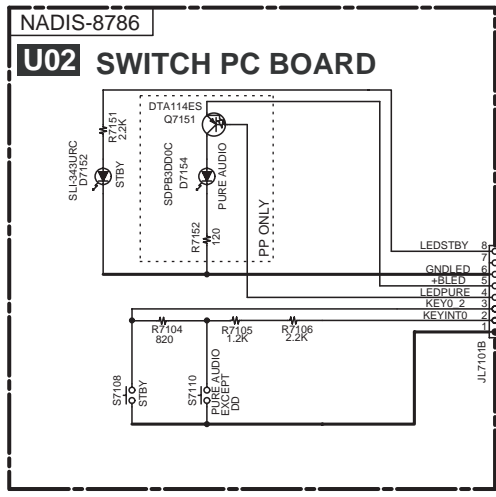 NADIS-8786
U02 SWITCH PC BOARD
DTA114ES
Q7151
R7151
2.2K
SLI-343URC
D7152
STBY
SDPB3DD0C
D7154
PURE AUDIO
R7152
120
PP ONLY
LEDSTBY 8
7
GNDLED 6
+BLED 5
LEDPURE 4
KEY0_2 3
KEYINT0 2
1
JL7101B
R7104
820
R7105
1.2K
R7106
2.2K
S7108
STBY
S7110
PURE AUDIO
EXCEPT
DD